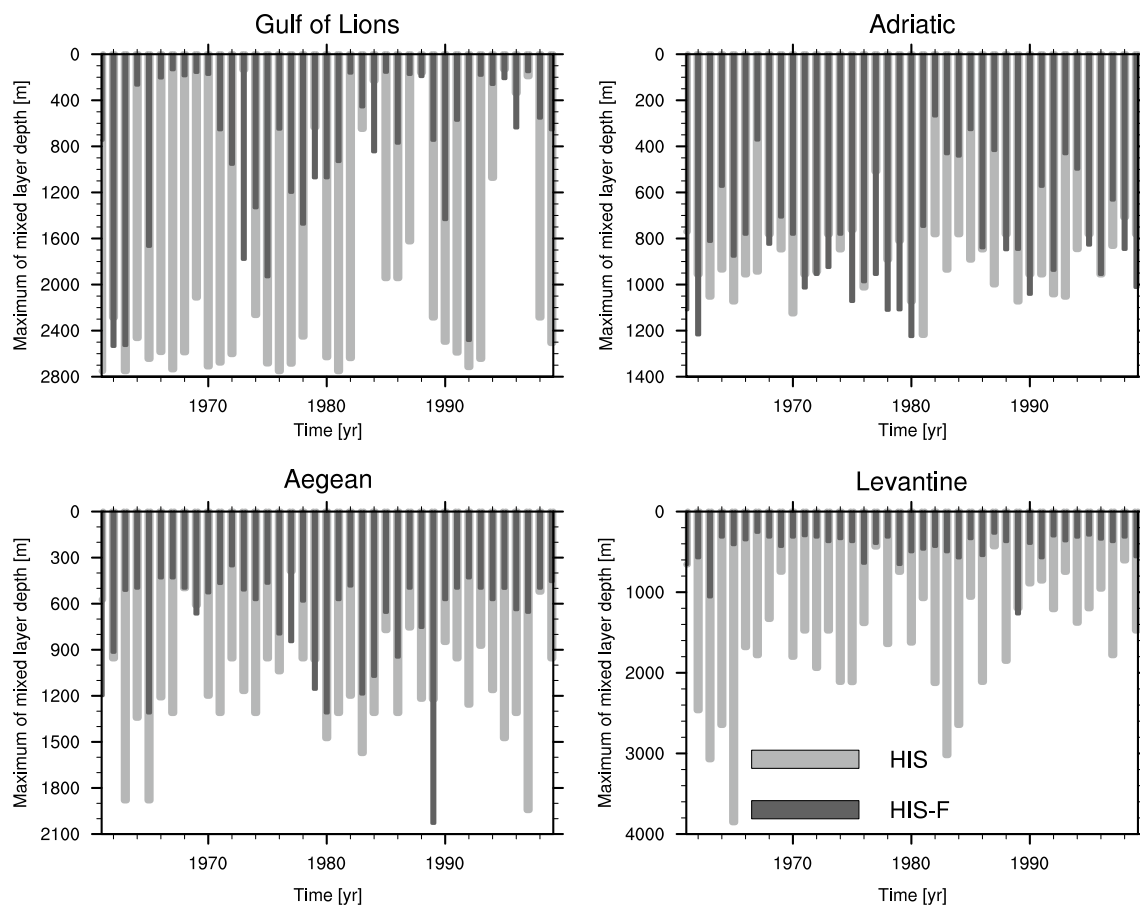 Gulf of Lions
Maximum of mixed layer depth [m]
0
400
800
1200
1600
2000
2400
2800
1970
1980
1990
Time [yr]
Adriatic
Maximum of mixed layer depth [m]
0
200
400
600
800
1000
1200
1400
1970
1980
1990
Time [yr]
Aegean
Maximum of mixed layer depth [m]
0
300
600
900
1200
1500
1800
2100
1970
1980
1990
Time [yr]
Levantine
Maximum of mixed layer depth [m]
0
1000
2000
3000
4000
HIS
HIS-F
1970
1980
1990
Time [yr]